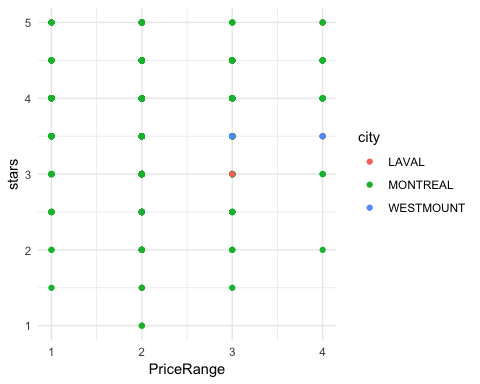 5
4
3
2
1
stars
1 2 3 4
PriceRange
city
LAVAL
MONTREAL
WESTMOUNT